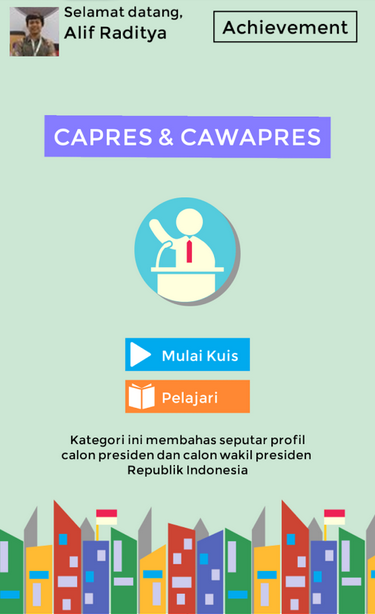 Selamat datang,
Alif Raditya
Achievement
CAPRES & CAWAPRES
Mulai Kuis
Pelajari
Kategori ini membahas seputar profil
calon presiden dan calon wakil presiden
Republik Indonesia